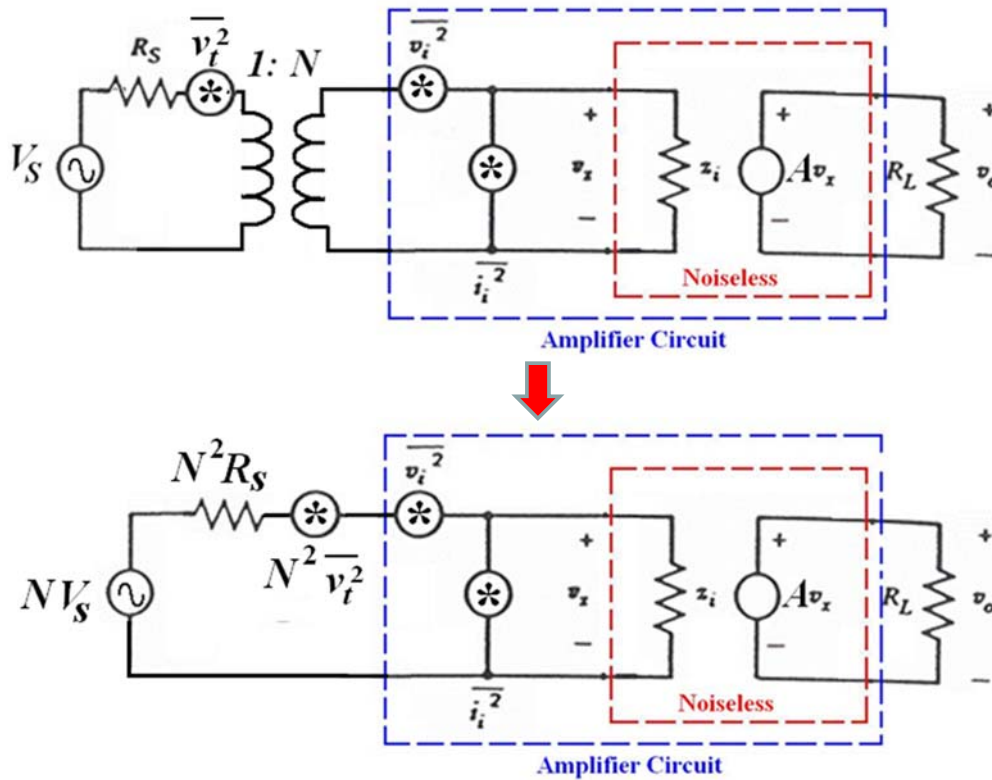 R_S
\overline{v_t^2}
1: N
\overline{v_i^2}
V_S
+
v_x
−
z_i
+
Av_x
−
R_L
+
v_o
−
\overline{i_i^2}
Noiseless
Amplifier Circuit
N^2R_S
N^2 \overline{v_t^2}
\overline{v_i^2}
NV_S
+
v_x
−
z_i
+
Av_x
−
R_L
+
v_o
−
\overline{i_i^2}
Noiseless
Amplifier Circuit